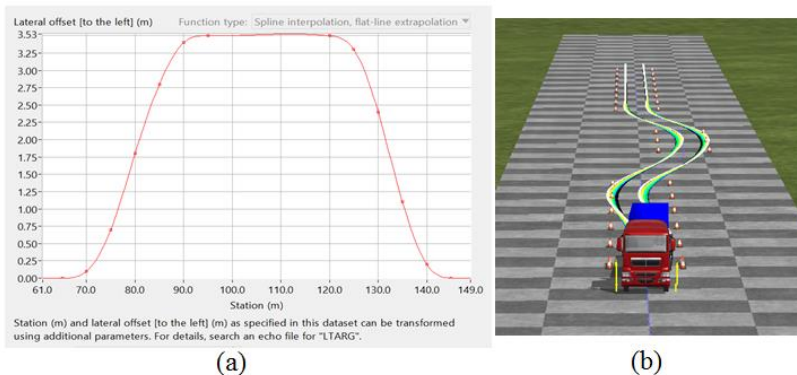 Lateral offset [to the left] (m) Function type: Spline interpolation, flat-line extrapolation
3.53
3.25
3.00
2.75
2.50
2.25
2.00
1.75
1.50
1.25
1.00
0.75
0.50
0.25
0.00
61.0 70.0 80.0 90.0 100.0 110.0 120.0 130.0 140.0 149.0
Station (m)
Station (m) and lateral offset [to the left] (m) as specified in this dataset can be transformed
using additional parameters. For details, search an echo file for "LTARG".
(a) (b)